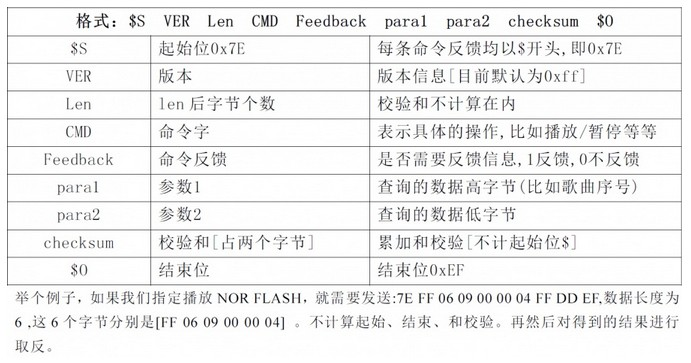 格式: $S VER Len CMD Feedback para1 para2 checksum $O
$S 起始位0x7E 每条命令反馈均以$开头,即0x7E
VER 版本 版本信息[目前默认为0xff]
Len len后字节个数 校验和不计算在内
CMD 命令字 表示具体的操作,比如播放/暂停等等
Feedback 命令反馈 是否需要反馈信息,1反馈,0不反馈
para1 参数1 查询的数据高字节(比如歌曲序号)
para2 参数2 查询的数据低字节
checksum 校验和[占两个字节] 累加和校验[不计起始位$]
$O 结束位 结束位0xEF
举个例子，如果我们指定播放 NOR FLASH，就需要发送:7E FF 06 09 00 00 04 FF DD EF,数据长度为
6 ,这 6 个字节分别是[FF 06 09 00 00 04] 。不计算起始、结束、和校验。再然后对得到的结果进行
取反。